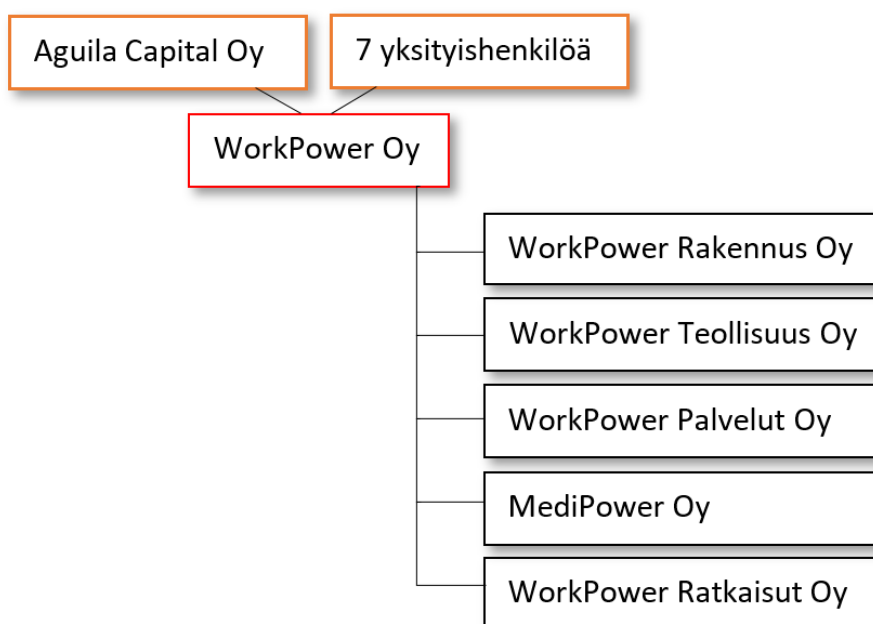 Aguila Capital Oy
7 yksityishenkilöä
WorkPower Oy
WorkPower Rakennus Oy
WorkPower Teollisuus Oy
WorkPower Palvelut Oy
MediPower Oy
WorkPower Ratkaisut Oy